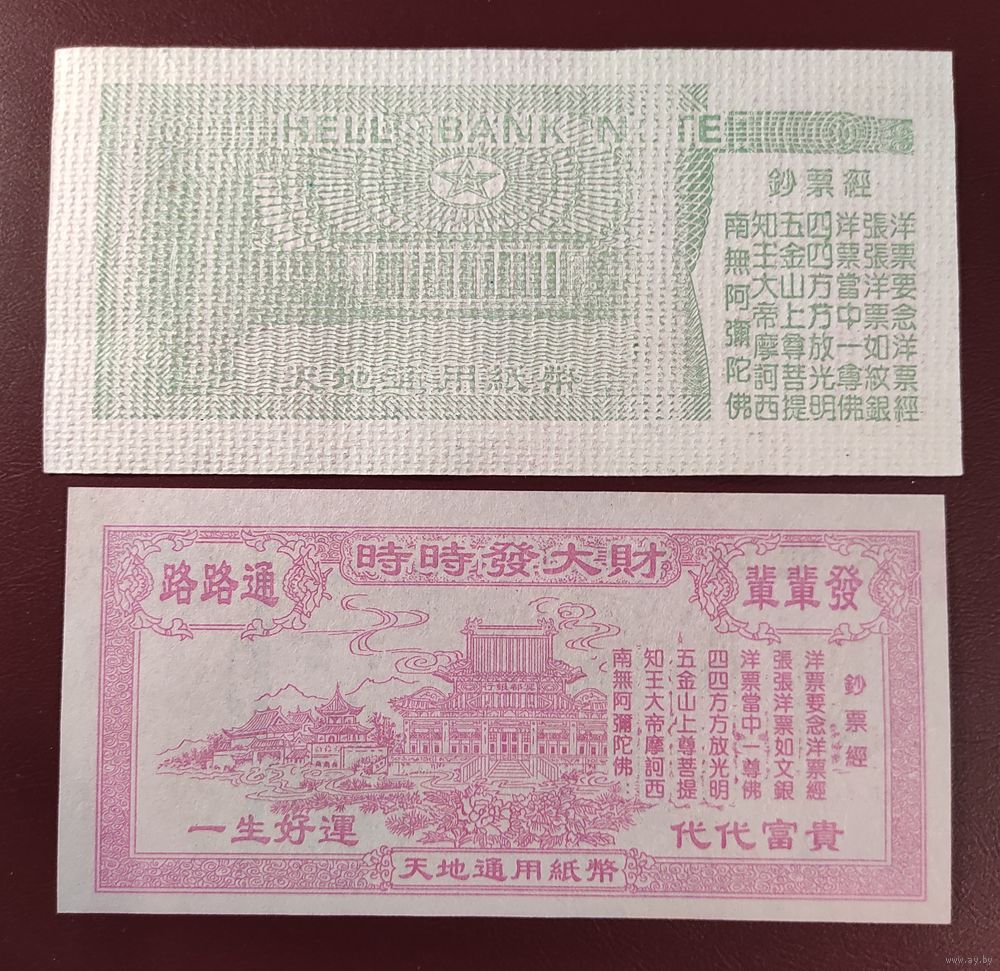 HELL BANK NOTE
鈔票經
洋票要念洋票經
張張洋票如紋銀
洋票當中一尊佛
四四方方放光明
五金山上尊菩提
知王大帝摩訶西
南無阿彌陀佛
天地通用紙幣
時時發大財
路路通
輩輩發
鈔票經
洋票要念洋票經
張張洋票如文銀
洋票當中一尊佛
四四方方放光明
五金山上尊菩提
知王大帝摩訶西
南無阿彌陀佛：
一生好運
代代富貴
天地通用紙幣
www.ay.by